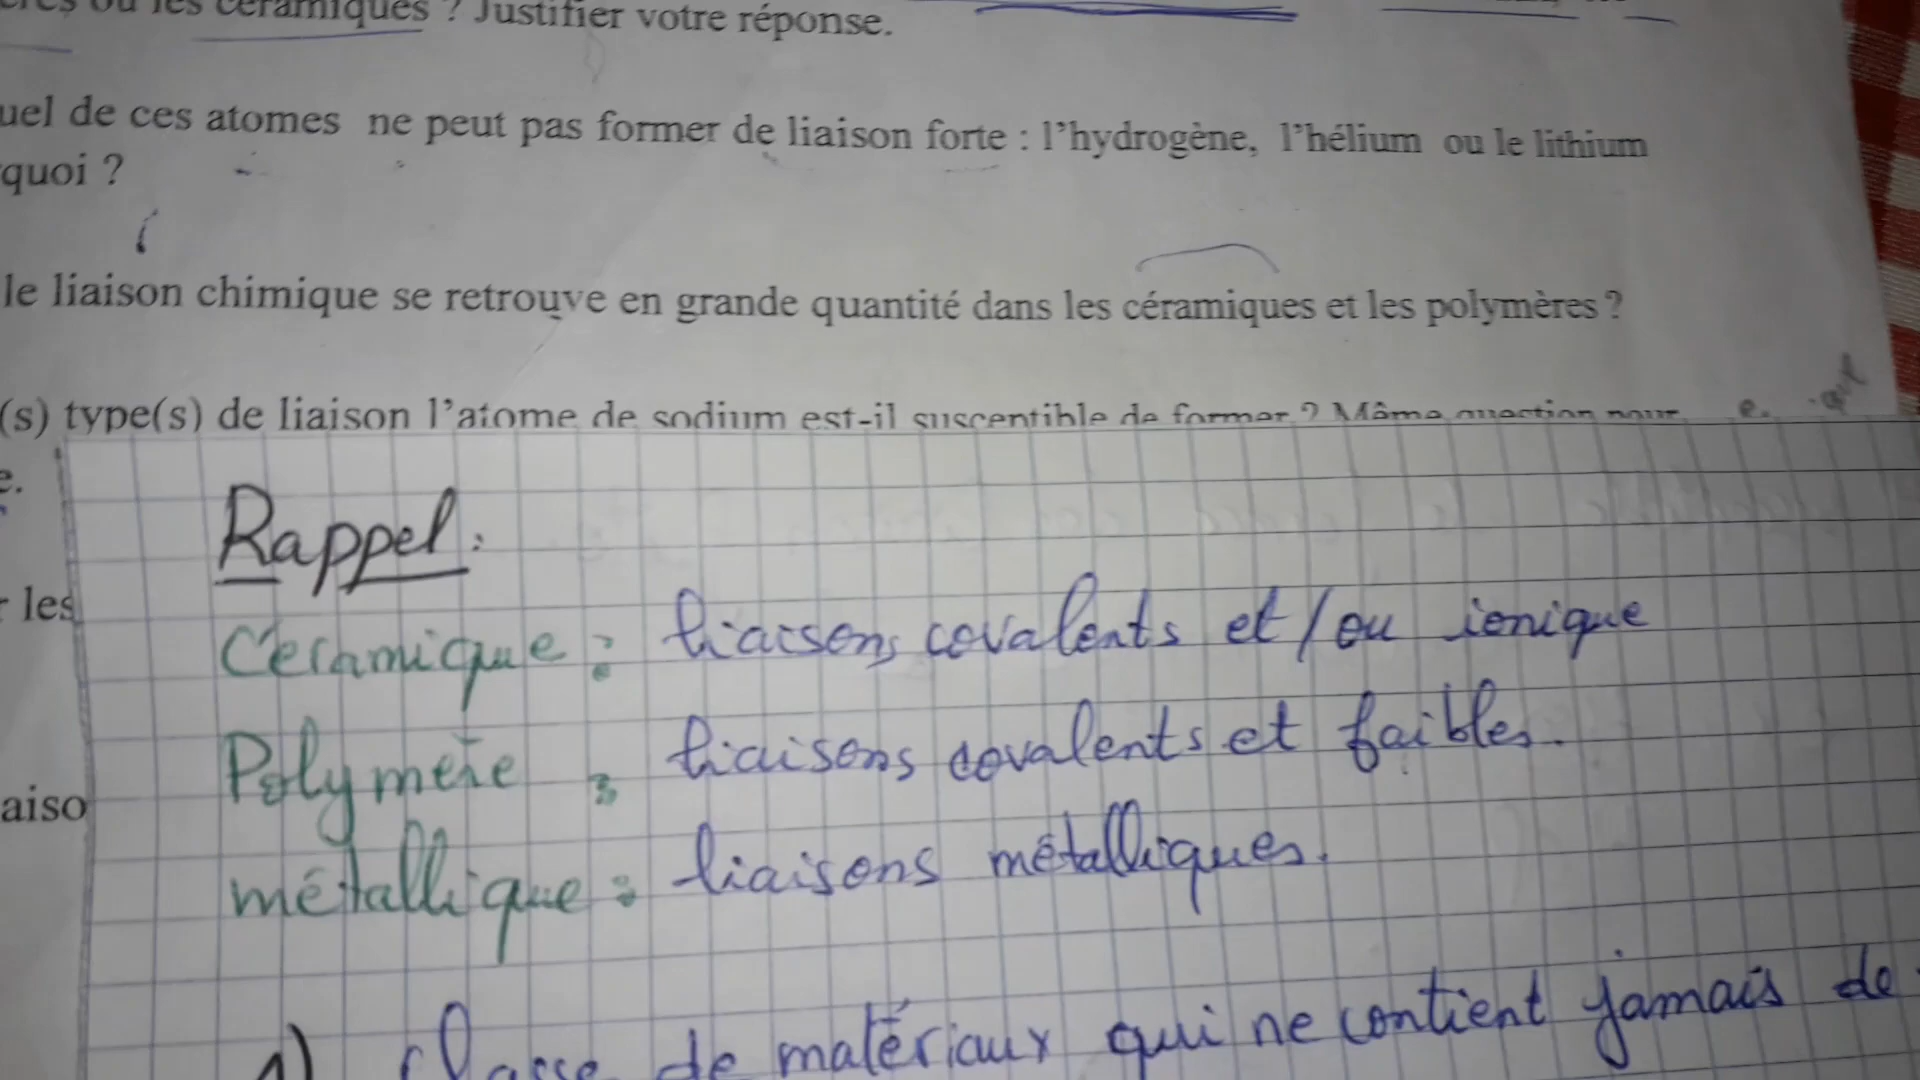 ou les céramiques ? Justifier votre réponse.
uel de ces atomes ne peut pas former de liaison forte : l'hydrogène, l'hélium ou le lithium
quoi ?
le liaison chimique se retrouve en grande quantité dans les céramiques et les polymères ?
(s) type(s) de liaison l'atome de sodium est-il susceptible de former ? Même question pour
e.
Rappel :
les
Céramique : liaisons covalents et/ou ionique
Polymère : liaisons covalents et faibles.
aiso
métallique : liaisons métalliques.
1) Classe de matériaux qui ne contient jamais de